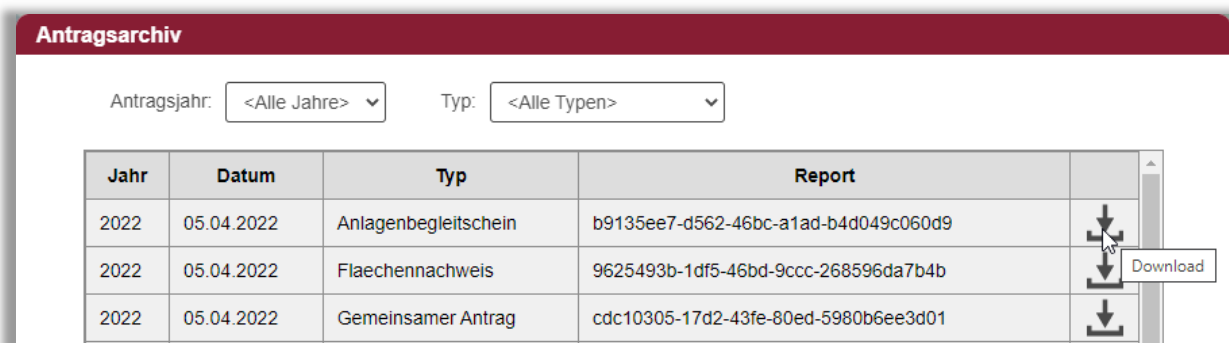 Antragsarchiv
Antragsjahr: <Alle Jahre> Typ: <Alle Typen>
Jahr Datum Typ Report
2022 05.04.2022 Anlagenbegleitschein b9135ee7-d562-46bc-a1ad-b4d049c060d9
Download
2022 05.04.2022 Flaechennachweis 9625493b-1df5-46bd-9ccc-268596da7b4b
2022 05.04.2022 Gemeinsamer Antrag cdc10305-17d2-43fe-80ed-5980b6ee3d01